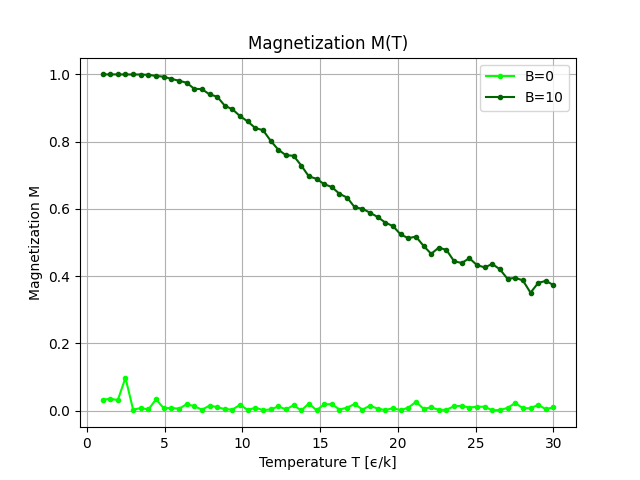 Magnetization M(T)
B=0
B=10
Magnetization M
1.0
0.8
0.6
0.4
0.2
0.0
0 5 10 15 20 25 30
Temperature T [ϵ/k]